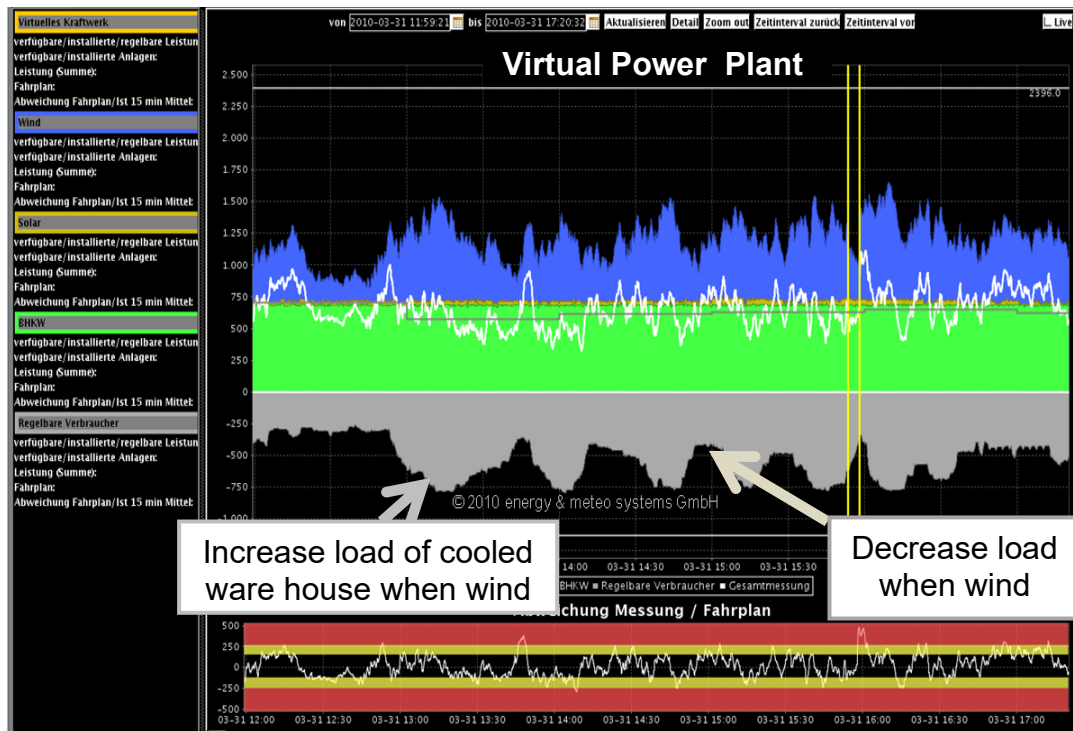 von 2010-03-31 11:59:21 bis 2010-03-31 17:20:32 Aktualisieren Detail Zoom out Zeitinterval zurück Zeitinterval vor Live
Virtuelles Kraftwerk
verfügbare/installierte/regelbare Leistun
verfügbare/installierte Anlagen:
Leistung (Summe):
Fahrplan:
Abweichung Fahrplan/Ist 15 min Mittel:
Wind
verfügbare/installierte/regelbare Leistun
verfügbare/installierte Anlagen:
Leistung (Summe):
Fahrplan:
Abweichung Fahrplan/Ist 15 min Mittel:
Solar
verfügbare/installierte/regelbare Leistun
verfügbare/installierte Anlagen:
Leistung (Summe):
Fahrplan:
Abweichung Fahrplan/Ist 15 min Mittel:
BHKW
verfügbare/installierte/regelbare Leistun
verfügbare/installierte Anlagen:
Leistung (Summe):
Fahrplan:
Abweichung Fahrplan/Ist 15 min Mittel:
Regelbare Verbraucher
verfügbare/installierte/regelbare Leistun
verfügbare/installierte Anlagen:
Leistung (Summe):
Fahrplan:
Abweichung Fahrplan/Ist 15 min Mittel:
Virtual Power Plant
2396.0
2.500
2.250
2.000
1.750
1.500
1.250
1.000
750
500
250
0
-250
-500
-750
-1.000
©2010 energy & meteo systems GmbH
Increase load of cooled
ware house when wind
Decrease load
when wind
14:00 03-31 14:30 03-31 15:00 03-31 15:30
BHKW Regelbare Verbraucher Gesamtmessung
Abweichung Messung / Fahrplan
500
250
0
-250
-500
03-31 12:00 03-31 12:30 03-31 13:00 03-31 13:30 03-31 14:00 03-31 14:30 03-31 15:00 03-31 15:30 03-31 16:00 03-31 16:30 03-31 17:00